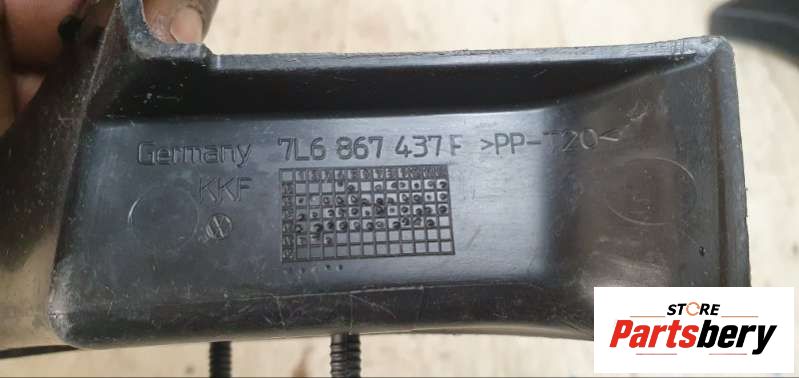 Germany 7L6 867 437 F >PP-T20<
KKF
STORE
Partsbery